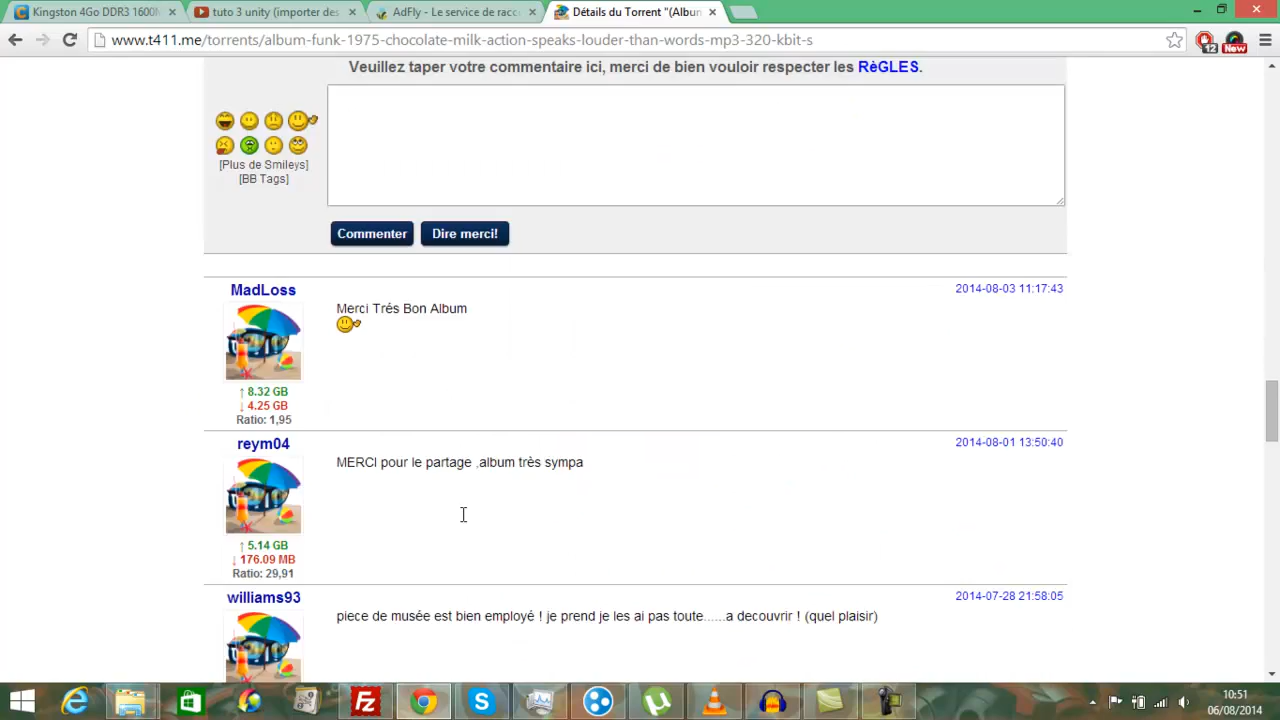 Kingston 4Go DDR3 1600M
tuto 3 unity (importer des
AdFly - Le service de racco
Détails du Torrent "(Album
www.t411.me/torrents/album-funk-1975-chocolate-milk-action-speaks-louder-than-words-mp3-320-kbit-s
12
New
Veuillez taper votre commentaire ici, merci de bien vouloir respecter les RèGLES.
[Plus de Smileys]
[BB Tags]
Commenter
Dire merci!
MadLoss
2014-08-03 11:17:43
Merci Trés Bon Album
↑ 8.32 GB
↓ 4.25 GB
Ratio: 1,95
reym04
2014-08-01 13:50:40
MERCI pour le partage ,album très sympa
↑ 5.14 GB
↓ 176.09 MB
Ratio: 29,91
williams93
2014-07-28 21:58:05
piece de musée est bien employé ! je prend je les ai pas toute......a decouvrir ! (quel plaisir)
10:51
06/08/2014